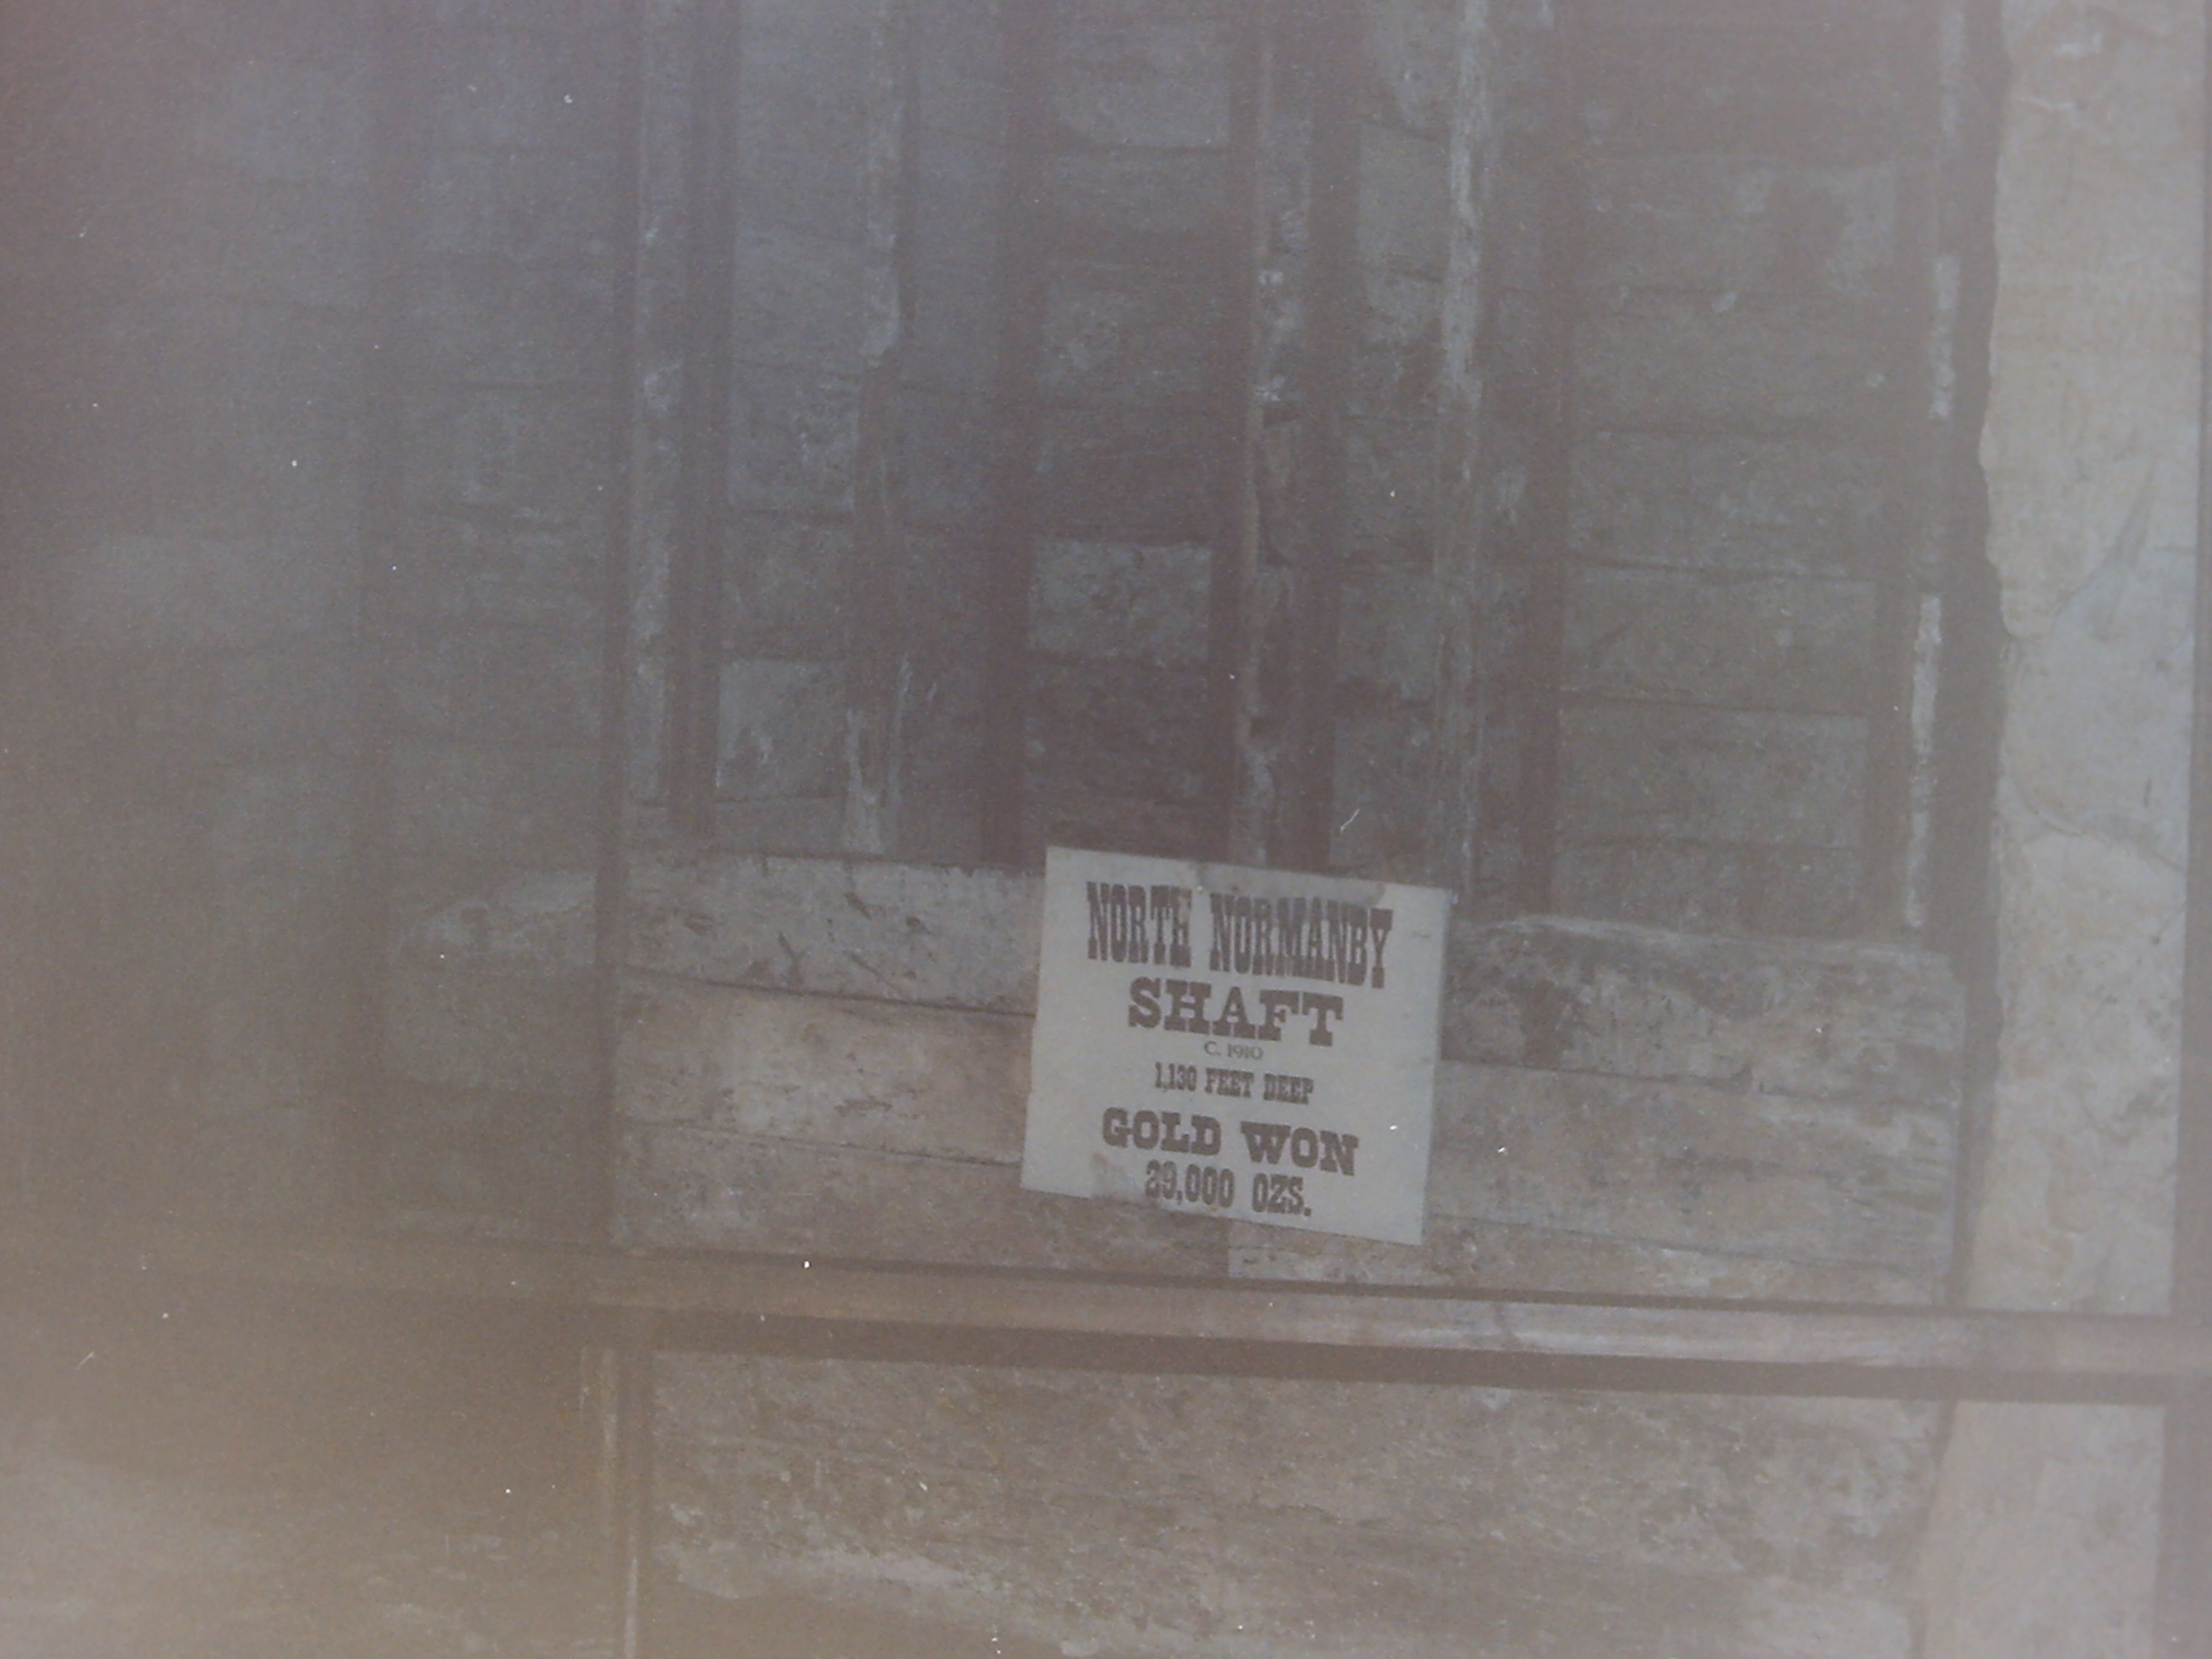 NORTH NORMANBY
SHAFT
C. 1910
1,130 FEET DEEP
GOLD WON
29,000 OZS.